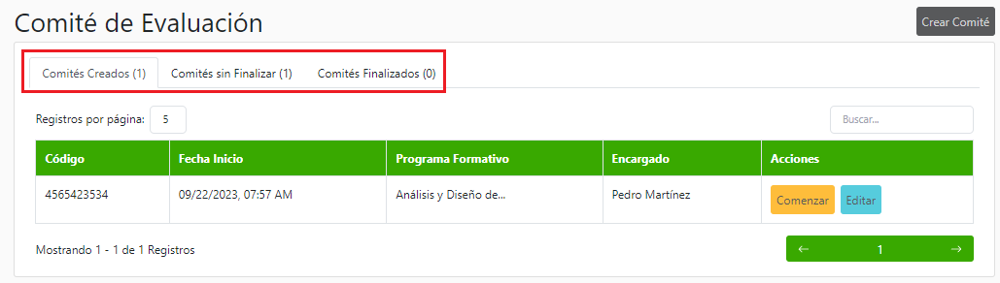 Comité de Evaluación
Crear Comité
Comités Creados (1) Comités sin Finalizar (1) Comités Finalizados (0)
Registros por página: 5 Buscar...
Código Fecha Inicio Programa Formativo Encargado Acciones
4565423534 09/22/2023, 07:57 AM Análisis y Diseño de... Pedro Martínez Comenzar Editar
Mostrando 1 - 1 de 1 Registros ← 1 →